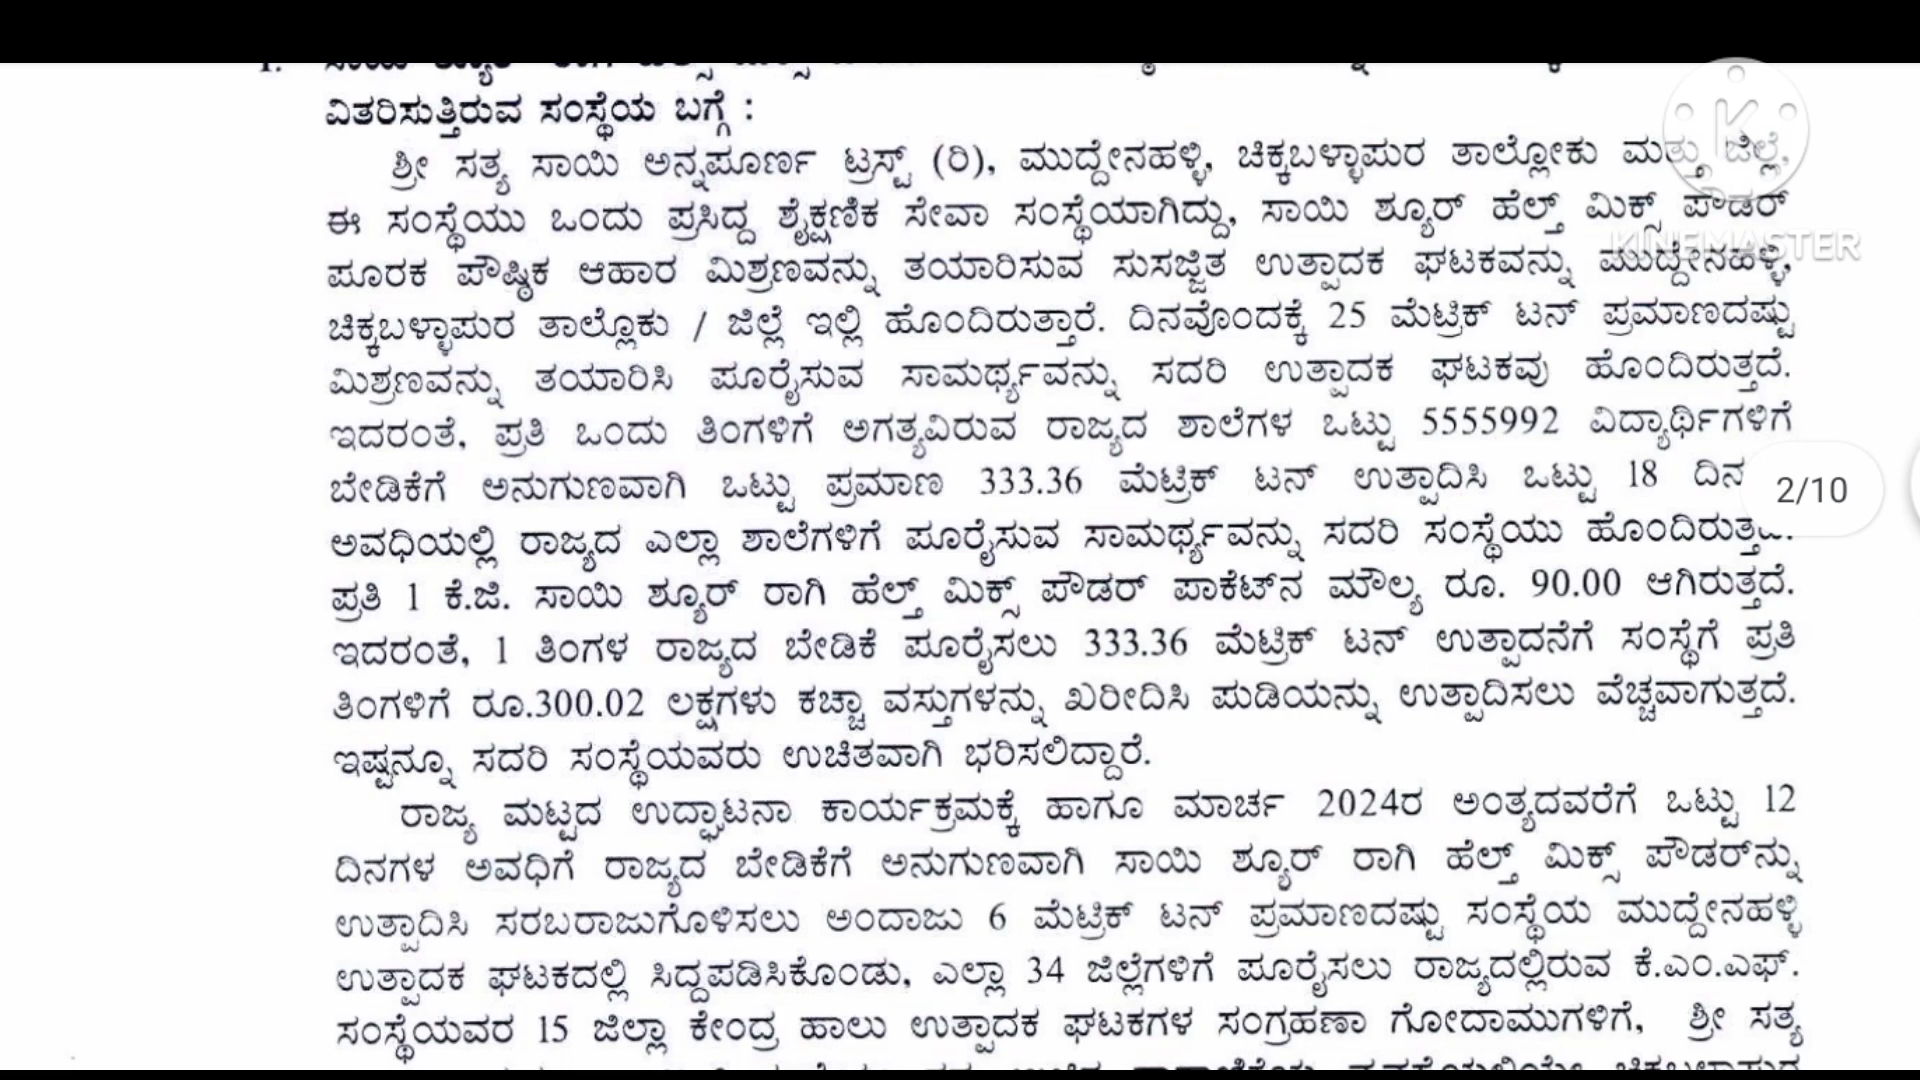 ವಿತರಿಸುತ್ತಿರುವ ಸಂಸ್ಥೆಯ ಬಗ್ಗೆ :
ಶ್ರೀ ಸತ್ಯ ಸಾಯಿ ಅನ್ನಪೂರ್ಣ ಟ್ರಸ್ಟ್ (ರಿ), ಮುದ್ದೇನಹಳ್ಳಿ, ಚಿಕ್ಕಬಳ್ಳಾಪುರ ತಾಲ್ಲೋಕು ಮತ್ತು ಜಿಲ್ಲೆ,
ಈ ಸಂಸ್ಥೆಯು ಒಂದು ಪ್ರಸಿದ್ದ ಶೈಕ್ಷಣಿಕ ಸೇವಾ ಸಂಸ್ಥೆಯಾಗಿದ್ದು, ಸಾಯಿ ಶ್ಯೂರ್ ಹೆಲ್ತ್ ಮಿಕ್ಸ್ ಪೌಡರ್
KINEMASTER
ಪೂರಕ ಪೌಷ್ಠಿಕ ಆಹಾರ ಮಿಶ್ರಣವನ್ನು ತಯಾರಿಸುವ ಸುಸಜ್ಜಿತ ಉತ್ಪಾದಕ ಘಟಕವನ್ನು ಮುದ್ದೇನಹಳ್ಳಿ,
ಚಿಕ್ಕಬಳ್ಳಾಪುರ ತಾಲ್ಲೊಕು / ಜಿಲ್ಲೆ ಇಲ್ಲಿ ಹೊಂದಿರುತ್ತಾರೆ. ದಿನವೊಂದಕ್ಕೆ 25 ಮೆಟ್ರಿಕ್ ಟನ್ ಪ್ರಮಾಣದಷ್ಟು
ಮಿಶ್ರಣವನ್ನು ತಯಾರಿಸಿ ಪೂರೈಸುವ ಸಾಮರ್ಥ್ಯವನ್ನು ಸದರಿ ಉತ್ಪಾದಕ ಘಟಕವು ಹೊಂದಿರುತ್ತದೆ.
ಇದರಂತೆ, ಪ್ರತಿ ಒಂದು ತಿಂಗಳಿಗೆ ಅಗತ್ಯವಿರುವ ರಾಜ್ಯದ ಶಾಲೆಗಳ ಒಟ್ಟು 5555992 ವಿದ್ಯಾರ್ಥಿಗಳಿಗೆ
ಬೇಡಿಕೆಗೆ ಅನುಗುಣವಾಗಿ ಒಟ್ಟು ಪ್ರಮಾಣ 333.36 ಮೆಟ್ರಿಕ್ ಟನ್ ಉತ್ಪಾದಿಸಿ ಒಟ್ಟು 18 ದಿನ 2/10
ಅವಧಿಯಲ್ಲಿ ರಾಜ್ಯದ ಎಲ್ಲಾ ಶಾಲೆಗಳಿಗೆ ಪೂರೈಸುವ ಸಾಮರ್ಥ್ಯವನ್ನು ಸದರಿ ಸಂಸ್ಥೆಯು ಹೊಂದಿರುತ್ತದೆ.
ಪ್ರತಿ 1 ಕೆ.ಜಿ. ಸಾಯಿ ಶ್ಯೂರ್ ರಾಗಿ ಹೆಲ್ತ್ ಮಿಕ್ಸ್ ಪೌಡರ್ ಪಾಕೆಟ್‌ನ ಮೌಲ್ಯ ರೂ. 90.00 ಆಗಿರುತ್ತದೆ.
ಇದರಂತೆ, 1 ತಿಂಗಳ ರಾಜ್ಯದ ಬೇಡಿಕೆ ಪೂರೈಸಲು 333.36 ಮೆಟ್ರಿಕ್ ಟನ್ ಉತ್ಪಾದನೆಗೆ ಸಂಸ್ಥೆಗೆ ಪ್ರತಿ
ತಿಂಗಳಿಗೆ ರೂ.300.02 ಲಕ್ಷಗಳು ಕಚ್ಚಾ ವಸ್ತುಗಳನ್ನು ಖರೀದಿಸಿ ಪುಡಿಯನ್ನು ಉತ್ಪಾದಿಸಲು ವೆಚ್ಚವಾಗುತ್ತದೆ.
ಇಷ್ಟನ್ನೂ ಸದರಿ ಸಂಸ್ಥೆಯವರು ಉಚಿತವಾಗಿ ಭರಿಸಲಿದ್ದಾರೆ.
ರಾಜ್ಯ ಮಟ್ಟದ ಉದ್ಘಾಟನಾ ಕಾರ್ಯಕ್ರಮಕ್ಕೆ ಹಾಗೂ ಮಾರ್ಚ 2024ರ ಅಂತ್ಯದವರೆಗೆ ಒಟ್ಟು 12
ದಿನಗಳ ಅವಧಿಗೆ ರಾಜ್ಯದ ಬೇಡಿಕೆಗೆ ಅನುಗುಣವಾಗಿ ಸಾಯಿ ಶ್ಯೂರ್ ರಾಗಿ ಹೆಲ್ತ್ ಮಿಕ್ಸ್ ಪೌಡರ್‌ನ್ನು
ಉತ್ಪಾದಿಸಿ ಸರಬರಾಜುಗೊಳಿಸಲು ಅಂದಾಜು 6 ಮೆಟ್ರಿಕ್ ಟನ್ ಪ್ರಮಾಣದಷ್ಟು ಸಂಸ್ಥೆಯ ಮುದ್ದೇನಹಳ್ಳಿ
ಉತ್ಪಾದಕ ಘಟಕದಲ್ಲಿ ಸಿದ್ದಪಡಿಸಿಕೊಂಡು, ಎಲ್ಲಾ 34 ಜಿಲ್ಲೆಗಳಿಗೆ ಪೂರೈಸಲು ರಾಜ್ಯದಲ್ಲಿರುವ ಕೆ.ಎಂ.ಎಫ್.
ಸಂಸ್ಥೆಯವರ 15 ಜಿಲ್ಲಾ ಕೇಂದ್ರ ಹಾಲು ಉತ್ಪಾದಕ ಘಟಕಗಳ ಸಂಗ್ರಹಣಾ ಗೋದಾಮುಗಳಿಗೆ, ಶ್ರೀ ಸತ್ಯ